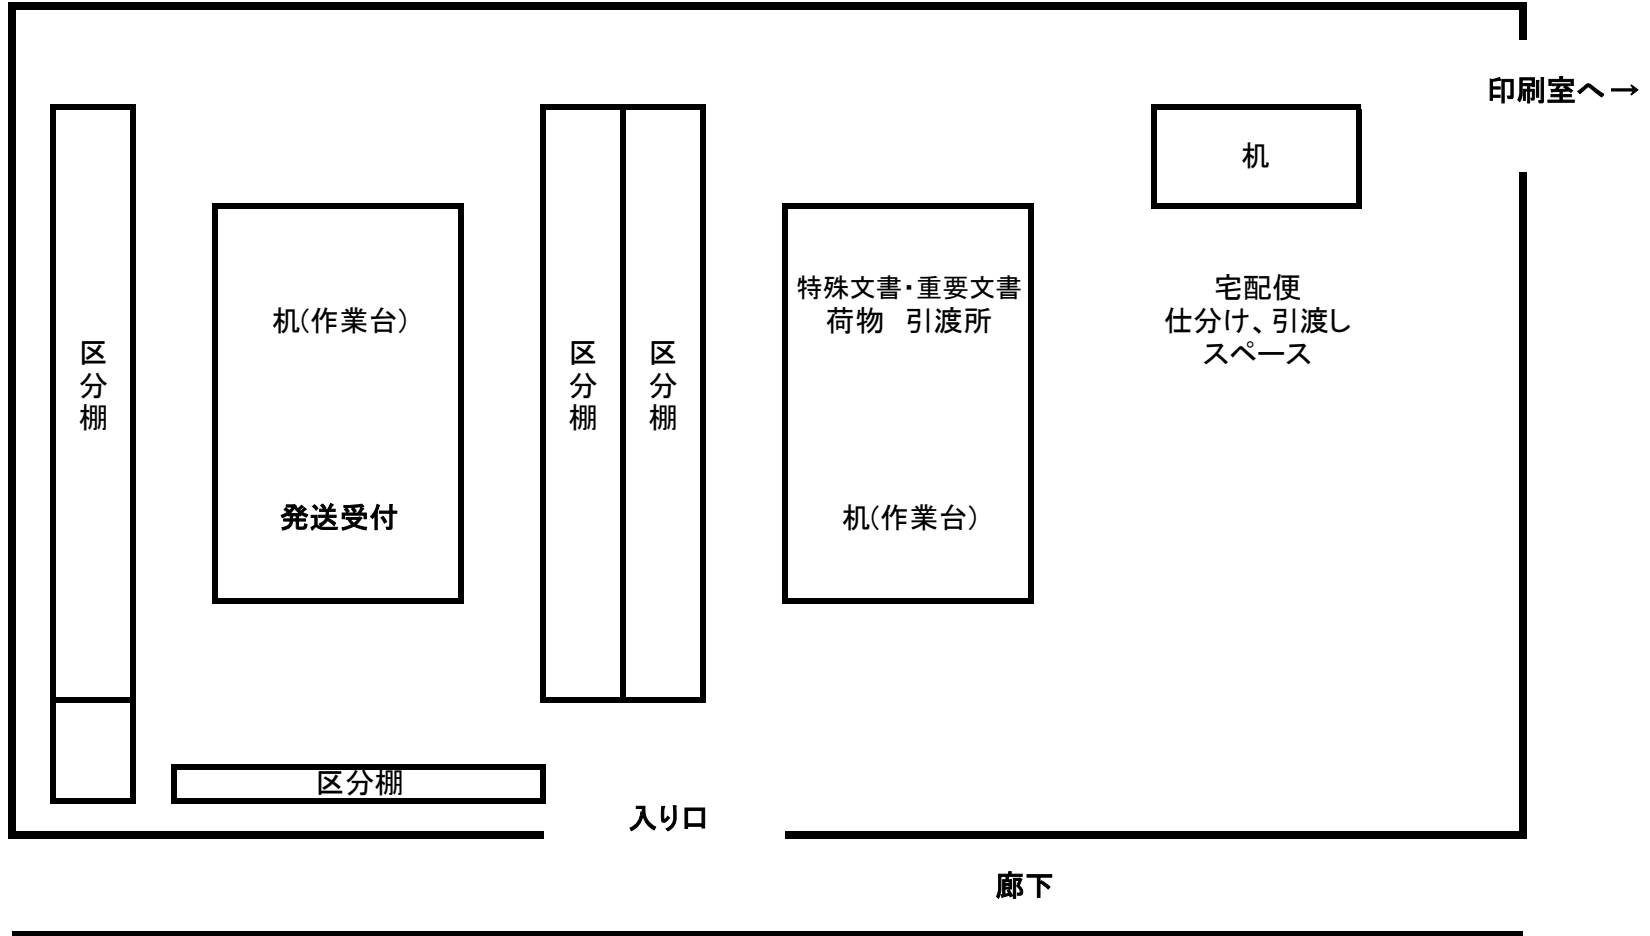 印刷室へ→
机
特殊文書・重要文書
荷物　引渡所
宅配便
仕分け、引渡し
スペース
机(作業台)
区分棚
区分棚
区分棚
発送受付
机(作業台)
区分棚
入り口
廊下